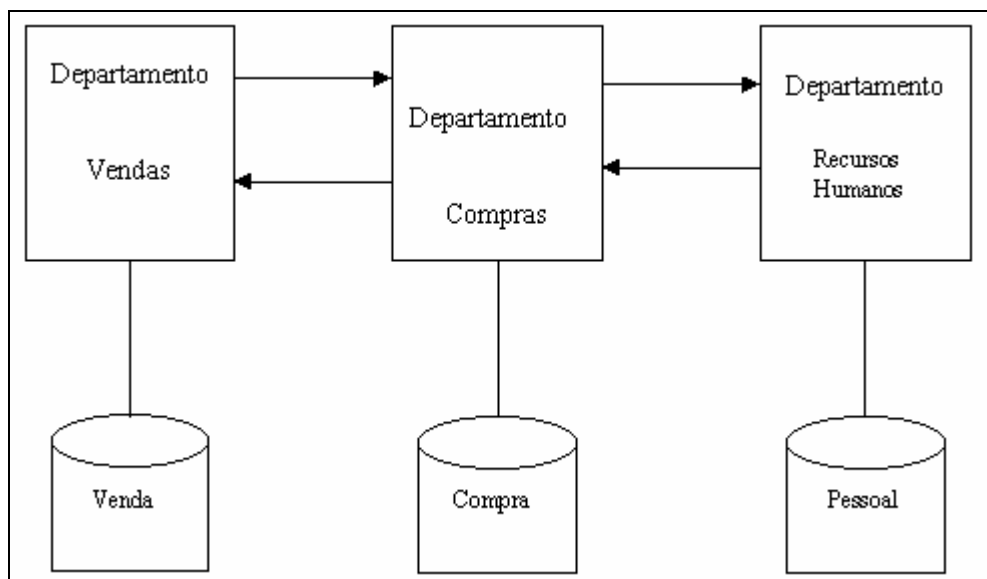 Departamento
Vendas
Departamento
Compras
Departamento
Recursos
Humanos
Venda
Compra
Pessoal